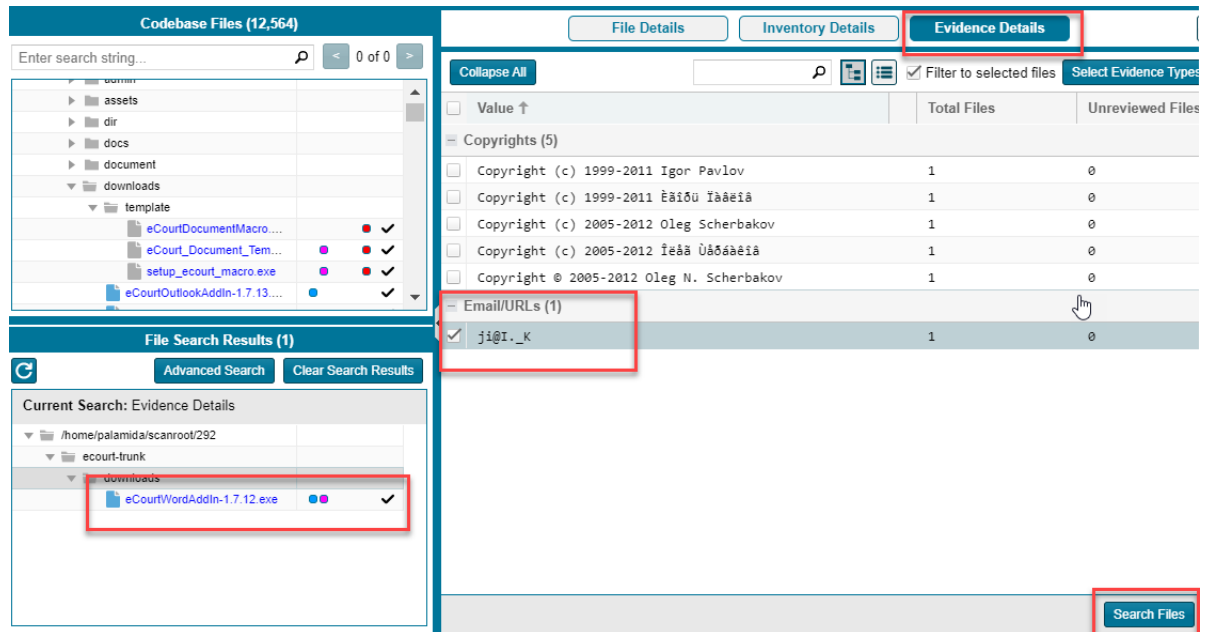 Codebase Files (12,564)
Enter search string...
< 0 of 0 >
admin
assets
dir
docs
document
downloads
template
eCourtDocumentMacro....
eCourt_Document_Tem...
setup_ecourt_macro.exe
eCourtOutlookAddIn-1.7.13....
File Search Results (1)
Advanced Search Clear Search Results
Current Search: Evidence Details
/home/palamida/scanroot/292
ecourt-trunk
downloads
eCourtWordAddIn-1.7.12.exe
File Details Inventory Details Evidence Details
Collapse All Filter to selected files Select Evidence Types
Value ↑ Total Files Unreviewed Files
Copyrights (5)
Copyright (c) 1999-2011 Igor Pavlov 1 0
Copyright (c) 1999-2011 Èãîðü Ïàâëîâ 1 0
Copyright (c) 2005-2012 Oleg Scherbakov 1 0
Copyright (c) 2005-2012 Îëåã Ùåðáàêîâ 1 0
Copyright © 2005-2012 Oleg N. Scherbakov 1 0
Email/URLs (1)
ji@I._K 1 0
Search Files